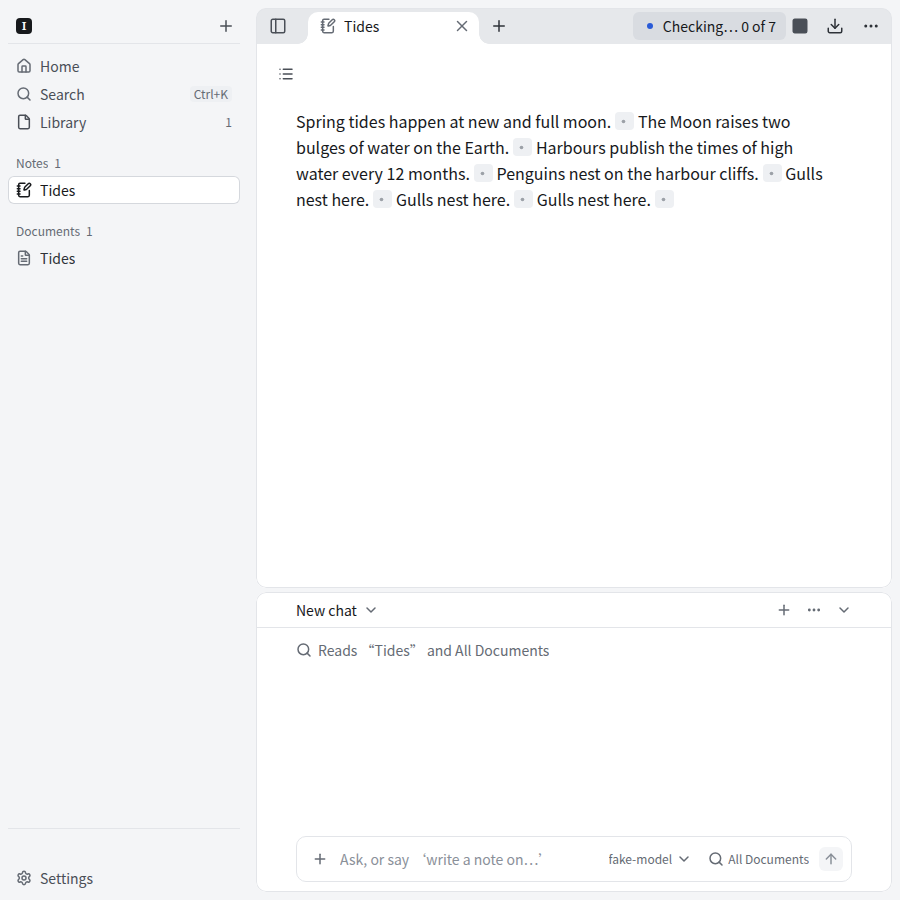 I
Home
Search Ctrl+K
Library 1
Notes 1
Tides
Documents 1
Tides
Settings
Tides
Checking… 0 of 7
Spring tides happen at new and full moon. • The Moon raises two
bulges of water on the Earth. • Harbours publish the times of high
water every 12 months. • Penguins nest on the harbour cliffs. • Gulls
nest here. • Gulls nest here. • Gulls nest here. •
New chat
Reads “Tides” and All Documents
Ask, or say ‘write a note on…’ fake-model All Documents